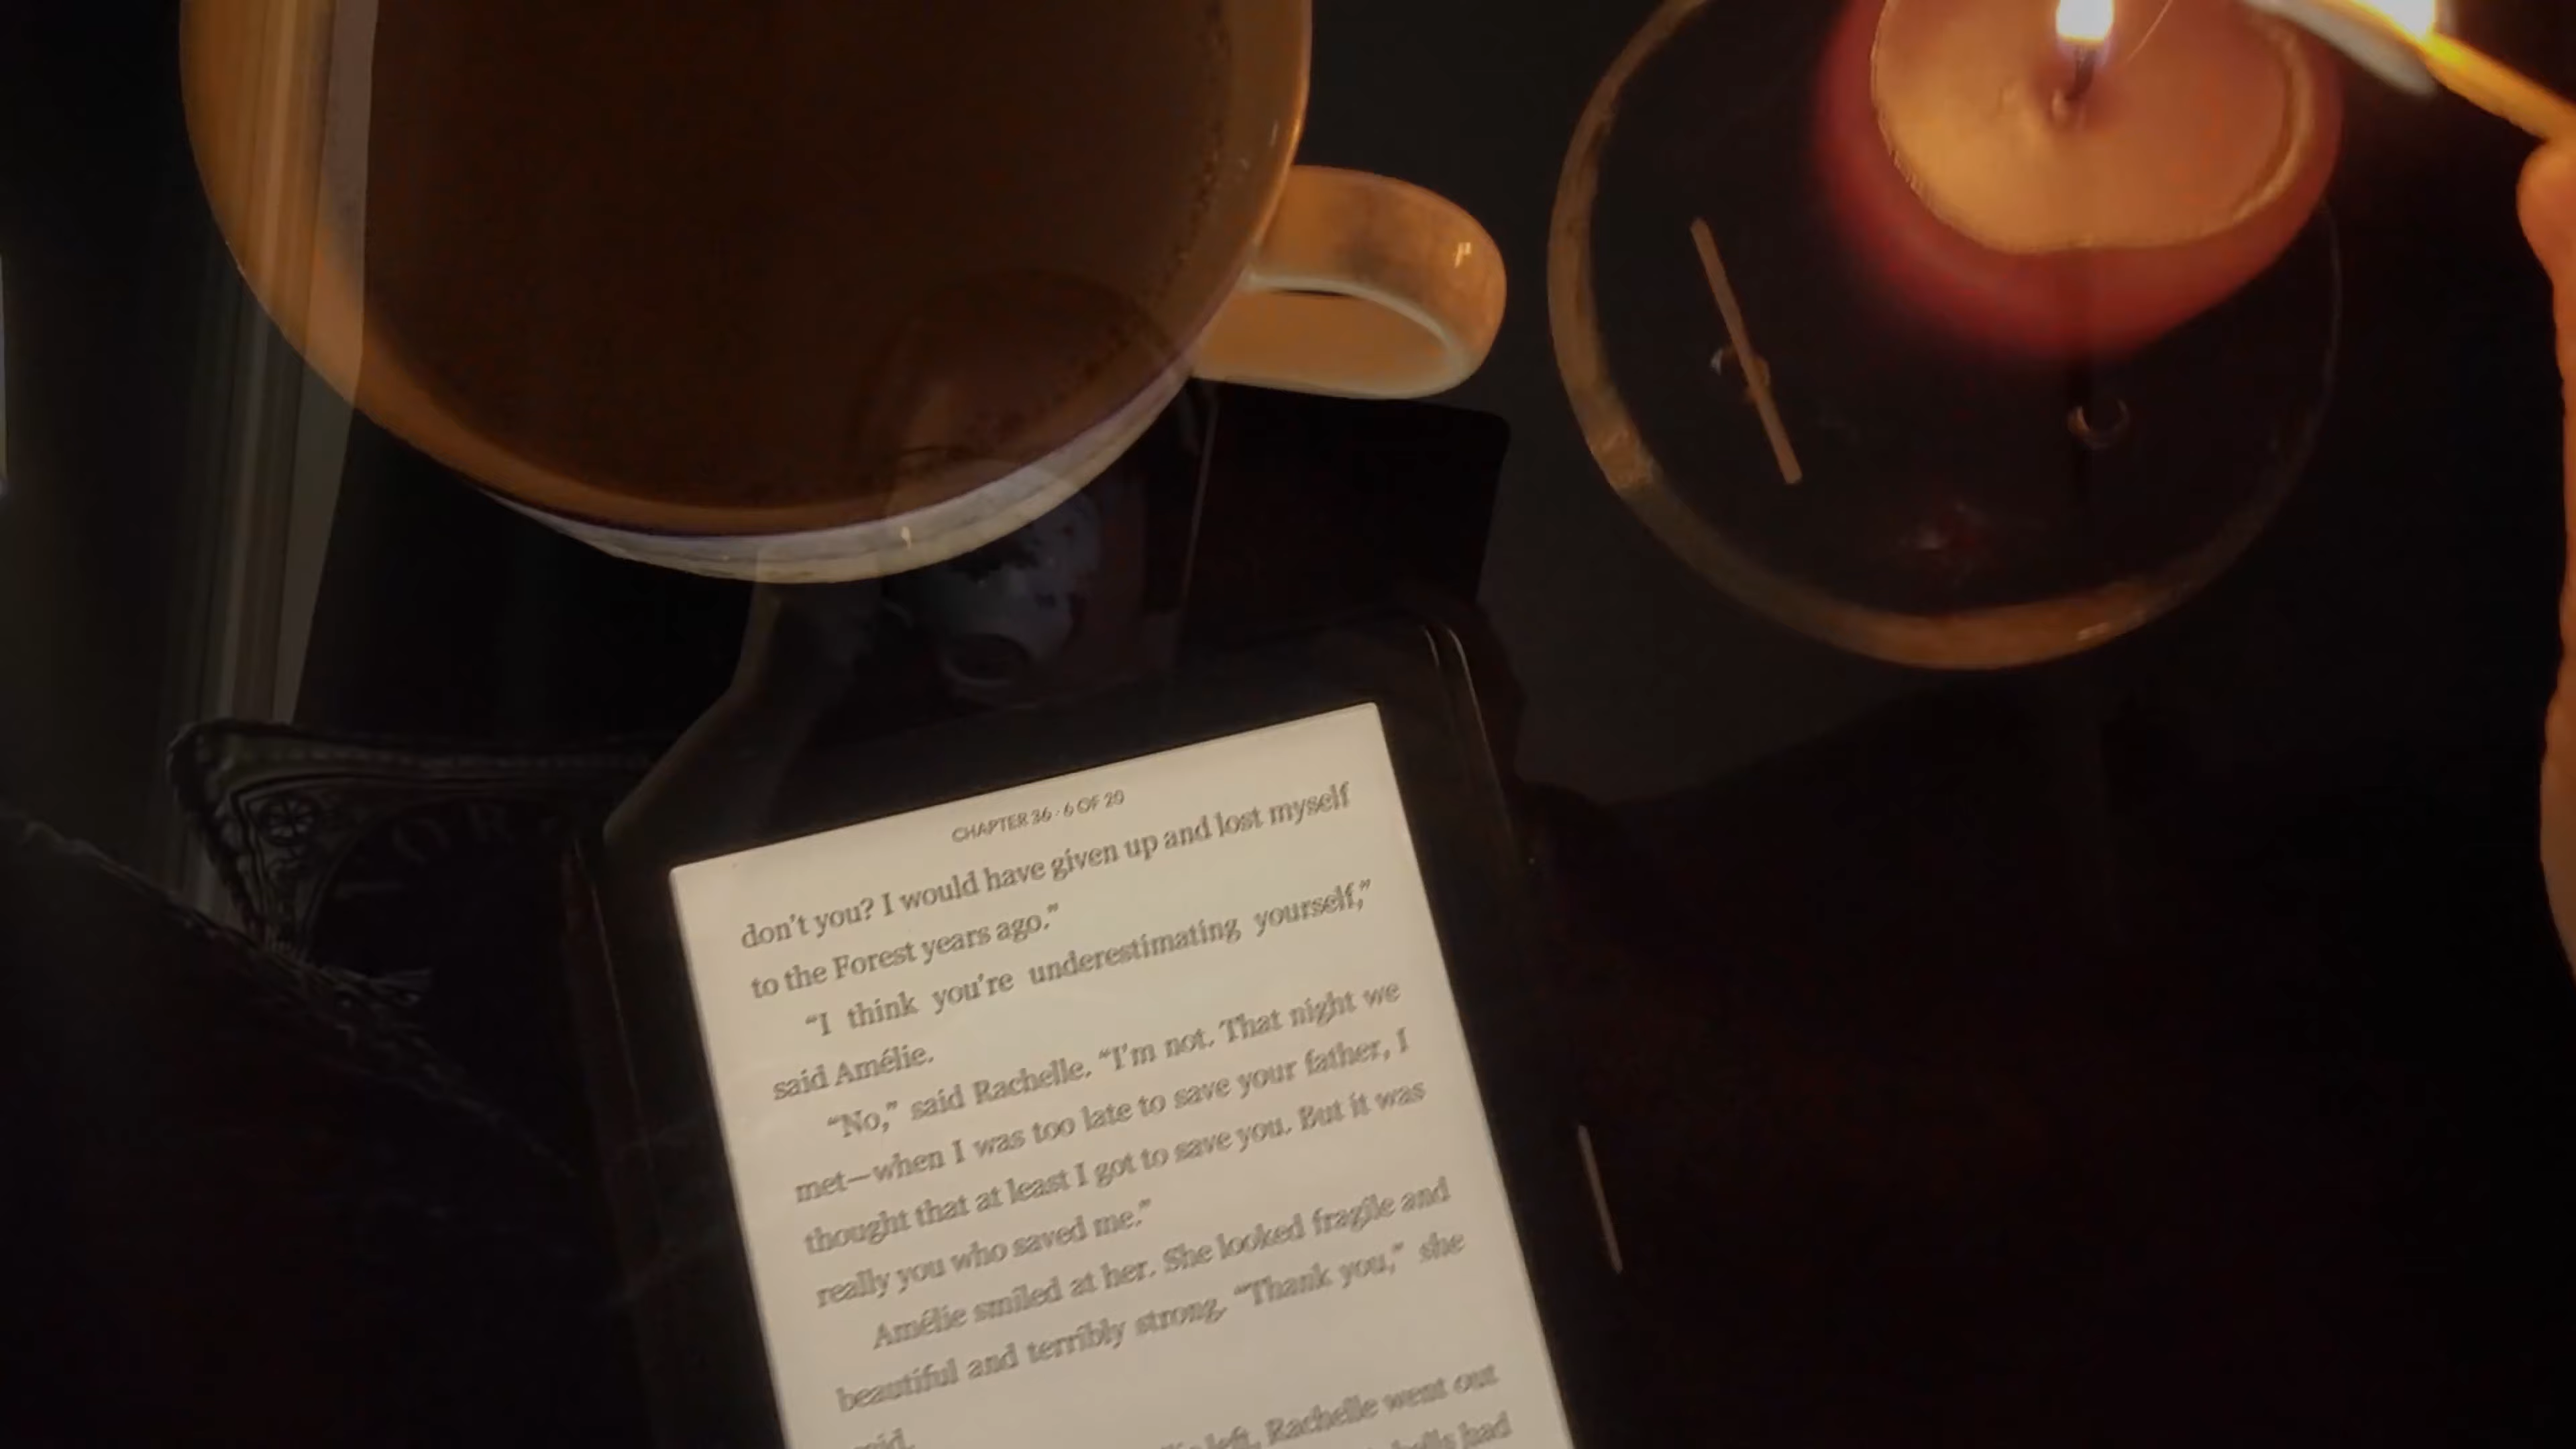 CHAPTER 36 · 6 OF 20
don't you? I would have given up and lost myself
to the Forest years ago.”
“I think you're underestimating yourself,”
said Amélie.
“No,” said Rachelle. “I'm not. That night we
met—when I was too late to save your father, I
thought that at least I got to save you. But it was
really you who saved me.”
Amélie smiled at her. She looked fragile and
beautiful and terribly strong. “Thank you,” she
said.
left, Rachelle went out
had